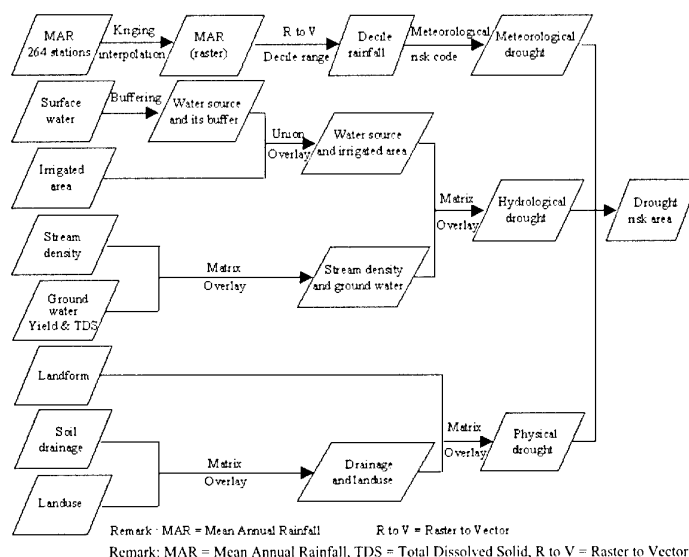 MAR
264 stations
Kriging
interpolation
MAR
(raster)
R to V
Decile range
Decile
rainfall
Meteorological
risk code
Meteorological
drought
Surface
water
Buffering
Water source
and its buffer
Union
Overlay
Water source
and irrigated area
Irrigated
area
Matrix
Overlay
Hydrological
drought
Drought
risk area
Stream
density
Matrix
Overlay
Stream density
and ground water
Ground
water
Yield & TDS
Landform
Matrix
Overlay
Physical
drought
Soil
drainage
Matrix
Overlay
Drainage
and landuse
Landuse
Remark : MAR = Mean Annual Rainfall R to V = Raster to Vector
Remark: MAR = Mean Annual Rainfall, TDS = Total Dissolved Solid, R to V = Raster to Vector